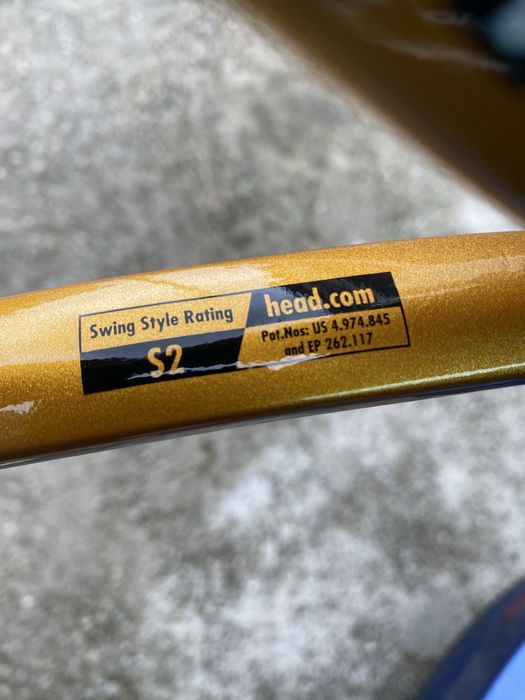 Swing Style Rating
S2
head.com
Pat.Nos: US 4.974.845
and EP 262.117